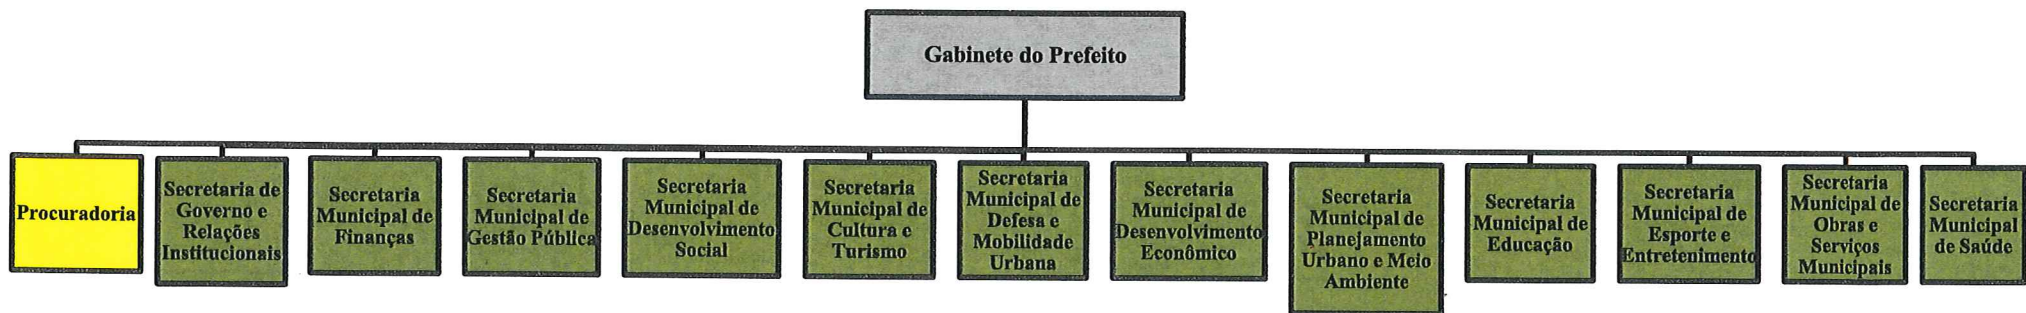 Gabinete do Prefeito
Procuradoria
Secretaria de
Governo e
Relações
Institucionais
Secretaria
Municipal de
Finanças
Secretaria
Municipal de
Gestão Pública
Secretaria
Municipal de
Desenvolvimento
Social
Secretaria
Municipal de
Cultura e
Turismo
Secretaria
Municipal de
Defesa e
Mobilidade
Urbana
Secretaria
Municipal de
Desenvolvimento
Econômico
Secretaria
Municipal de
Planejamento
Urbano e Meio
Ambiente
Secretaria
Municipal de
Educação
Secretaria
Municipal de
Esporte e
Entretenimento
Secretaria
Municipal de
Obras e
Serviços
Municipais
Secretaria
Municipal
de Saúde